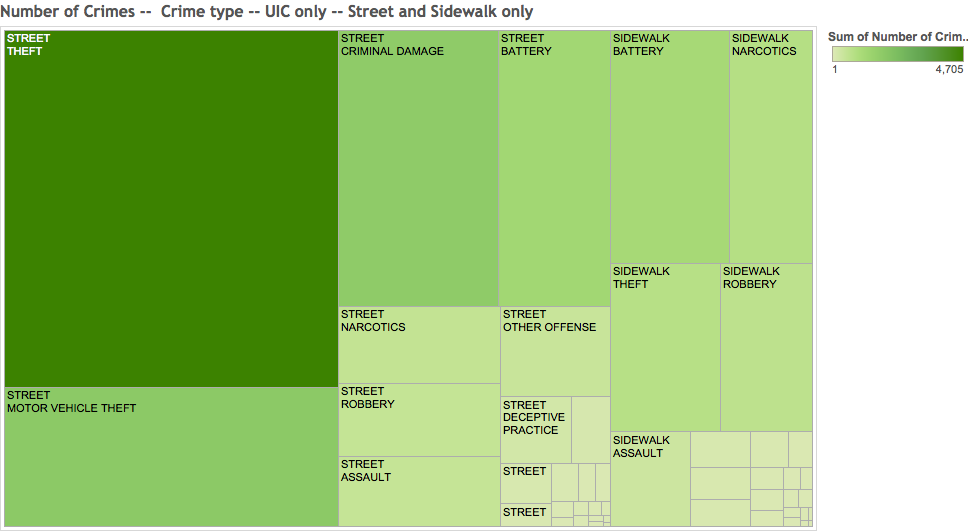 Number of Crimes -- Crime type -- UIC only -- Street and Sidewalk only
STREET
THEFT
STREET
MOTOR VEHICLE THEFT
STREET
CRIMINAL DAMAGE
STREET
BATTERY
STREET
NARCOTICS
STREET
ROBBERY
STREET
ASSAULT
STREET
OTHER OFFENSE
STREET
DECEPTIVE
PRACTICE
STREET
STREET
SIDEWALK
BATTERY
SIDEWALK
NARCOTICS
SIDEWALK
THEFT
SIDEWALK
ROBBERY
SIDEWALK
ASSAULT
Sum of Number of Crim..
1 4,705